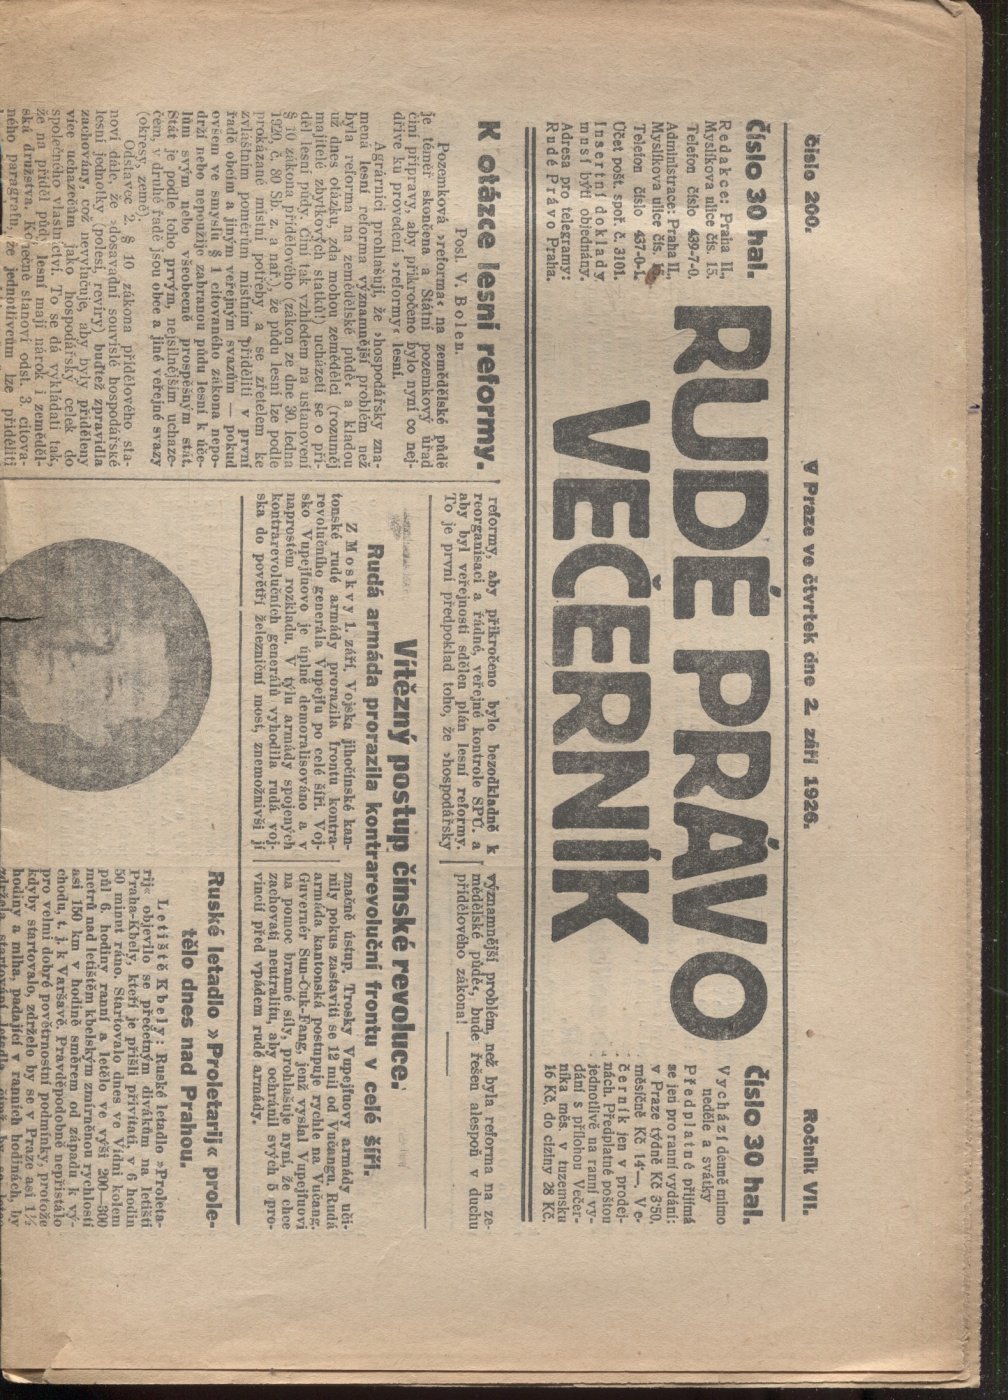 Číslo 200.
V Praze ve čtvrtek dne 2. září 1926.
Ročník VII.
Číslo 30 hal.
Redakce: Praha II.,
Myslíkova ulice čís. 15.
Telefon číslo 439-7-0.
Administrace: Praha II.,
Myslíkova ulice čís.
Telefon číslo 437-0-1.
Účet pošt. spoř. č. 3101.
Insertní doklady
musí býti objednány.
Adresa pro telegramy:
Rudé Právo Praha.
RUDÉ PRÁVO
VEČERNÍK
Číslo 30 hal.
Vychází denně mimo
neděle a svátky
Předplatné přijímá
se jen pro ranní vydání:
v Praze týdně Kč 3·50,
měsíčně Kč 14·—, Ve-
černík jen v prodej-
nách. Předplatné poštou
jednotlivě na ranní vy-
dání s přílohou Večer-
níka měs. v tuzemsku
16 Kč, do ciziny 28 Kč.
K otázce lesní reformy.
Posl. V. Bolen.
Pozemková »reforma« na zemědělské půdě
je téměř skončena a Státní pozemkový úřad
činí přípravy, aby přikročeno bylo nyní co nej-
dříve ku provedení »reformy« lesní.
Agrárníci prohlašují, že »hospodářsky zna-
mená lesní reforma významnější problém než
byla reforma na zemědělské půdě« a kladou
už dnes otázku, zda mohou zemědělci (rozuměj
majitelé zbytkových statků!) ucházeti se o pří-
děl lesní půdy. Činí tak vzhledem na ustanovení
§ 10 zákona přídělového (zákon ze dne 30. ledna
1920, č. 80 Sb. z. a nař.), že půdu lesní lze podle
prokázané místní potřeby a se zřetelem ke
zvláštním poměrům místním přiděliti v první
řadě obcím a jiným veřejným svazům — pokud
ovšem ve smyslu § 1 citovaného zákona nepo-
drží nebo nepoužije zabranou půdu lesní k úče-
lům svým nebo všeobecně prospěšným stát.
Stát je podle toho prvým, nejsilnějším uchaze-
čem, v druhé řadě jsou obce a jiné veřejné svazy
(okresy, země).
Odstavec 2. § 10 zákona přídělového sta-
noví dále, že »dosavadní souvislé hospodářské
lesní jednotky (polesí, revíry) buďtež zpravidla
zachovány, což nevylučuje, aby byly přiděleny
více uchazečům jako hospodářský celek do
společného vlastnictví. To se dá vykládati tak,
že na příděl půdy lesní mají nárok i zeměděl-
ská družstva. Konečně stanoví odst. 3. citova-
ného paragrafu, že jednotlivcům lze přiděliti
reformy, aby přikročeno bylo bezodkladně k
reorganisaci a řádné, veřejné kontrole SPÚ. a
aby byl veřejnosti sdělen plán lesní reformy.
To je první předpoklad toho, že »hospodářsky
významnější problém, než byla reforma na ze-
mědělské půdě«, bude řešen alespoň v duchu
přídělového zákona!
Vítězný postup čínské revoluce.
Rudá armáda prorazila kontrarevoluční frontu v celé šíři.
Z Moskvy 1. září. Vojska jihočínské kan-
tonské rudé armády prorazila frontu kontra-
revolučního generála Vupejfu po celé šíři. Voj-
sko Vupejfuovo je úplně demoralisováno a v
naprostém rozkladu. V týlu armády spojených
kontrarevolučních generálů vyhodila rudá voj-
ska do povětří železniční most, znemožnivši jí
značně ústup. Trosky Vupejfuovy armády uči-
nily pokus zastaviti se 12 mil od Vučangu. Rudá
armáda kantonská postupuje rychle na Vučang.
Guvernér Sun-Čuk-Fang, jenž vyslal Vupejfuovi
na pomoc branné síly, prohlašuje nyní, že chce
zachovati neutralitu, aby ochránil svých 5 pro-
vincií před vpádem rudé armády.
Ruské letadlo »Proletarij« prole-
tělo dnes nad Prahou.
Letiště Kbely: Ruské letadlo »Proleta-
rij« objevilo se přečetným divákům na letišti
Praha-Kbely, kteří je přišli přivítati, v 6 hodin
50 minut ráno. Startovalo dnes ve Vídni kolem
půl 6. hodiny ranní a letělo ve výši 200—300
metrů nad letištěm kbelským zmírněnou rychlostí
asi 150 km v hodině směrem od západu k vý-
chodu, t. j. k Varšavě. Pravděpodobně nepřistálo
pro velmi dobré povětrnostní podmínky, protože
kdyby startovalo, zdrželo by se v Praze asi 1½
hodiny a mlha, padající v ranních hodinách, by